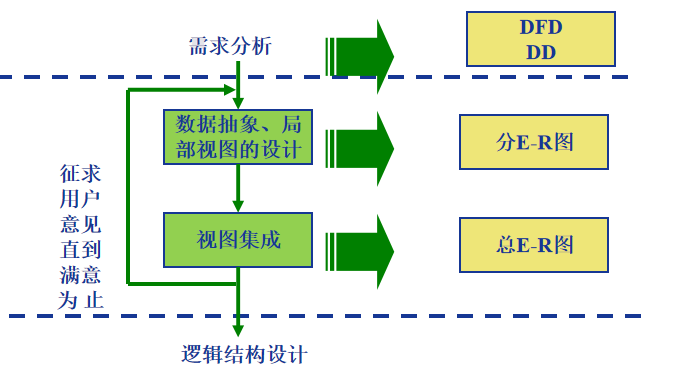 需求分析
DFD
DD
数据抽象、局
部视图的设计
分E-R图
征求
用户
意见
直到
满意
为 止
视图集成
总E-R图
逻辑结构设计